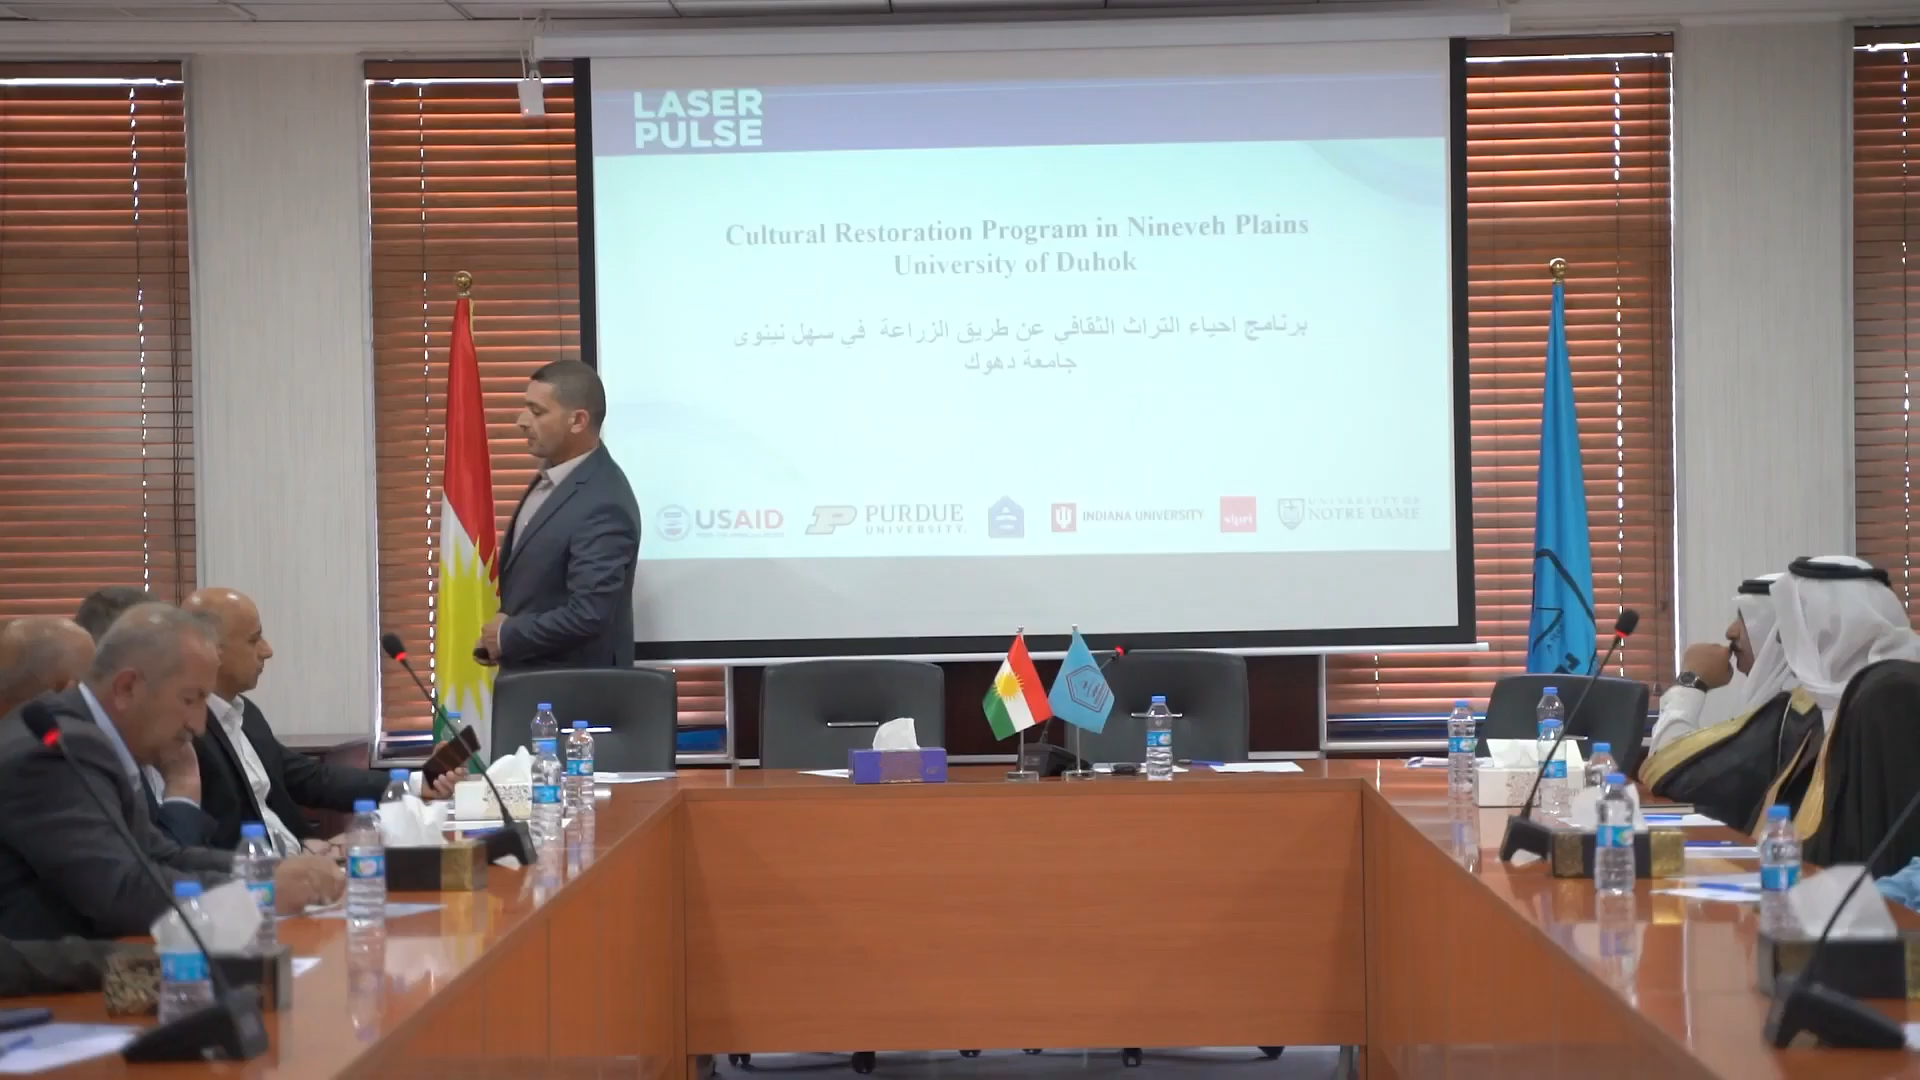 LASER
PULSE
Cultural Restoration Program in Nineveh Plains
University of Duhok
برنامج احياء التراث الثقافي عن طريق الزراعة في سهل نينوى
جامعة دهوك
USAID
PURDUE
UNIVERSITY
INDIANA UNIVERSITY
sipri
UNIVERSITY OF
NOTRE DAME